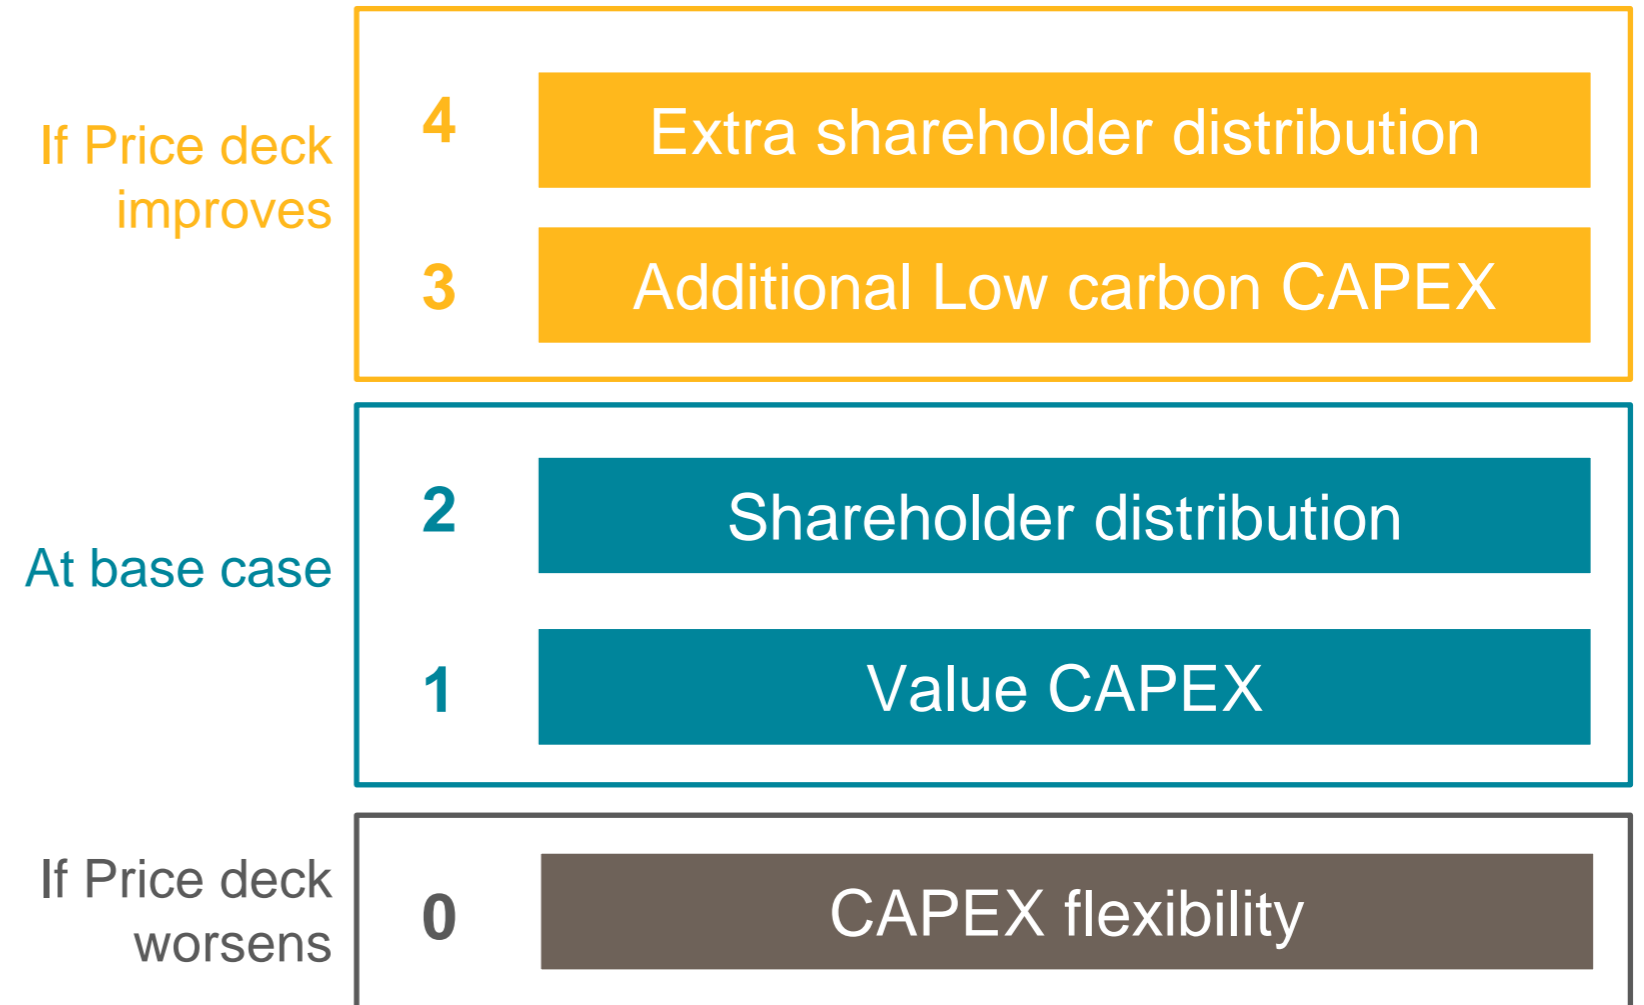 If Price deck
improves
4
Extra shareholder distribution
3
Additional Low carbon CAPEX
At base case
2
Shareholder distribution
1
Value CAPEX
If Price deck
worsens
0
CAPEX flexibility